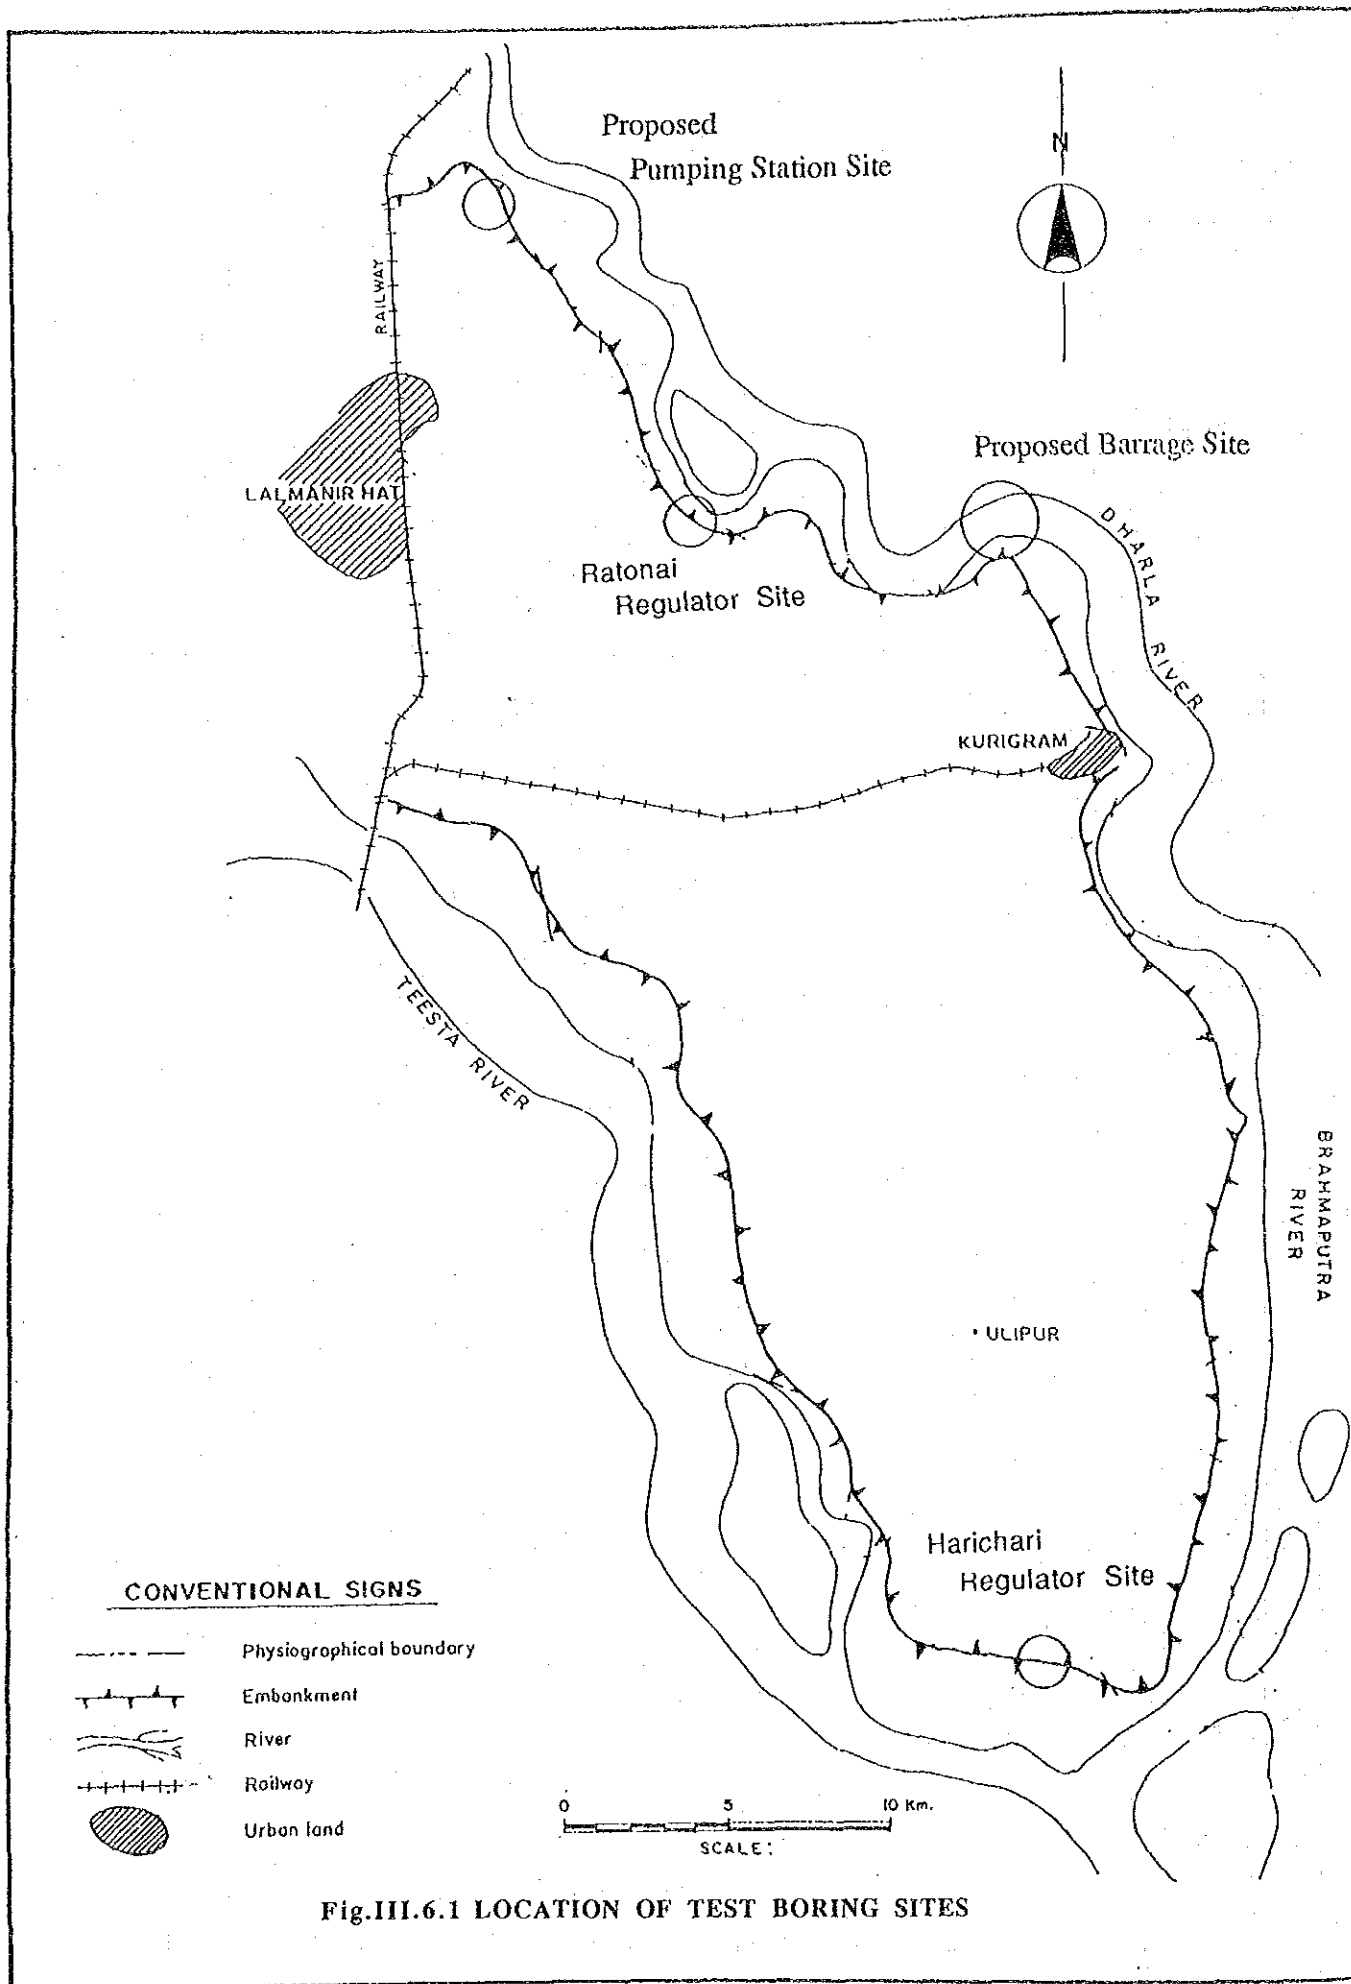 Proposed
Pumping Station Site
N
RAILWAY
Proposed Barrage Site
LALMANIR HAT
DHARLA RIVER
Ratonai
Regulator Site
KURIGRAM
TEESTA RIVER
BRAHMAPUTRA
RIVER
ULIPUR
Harichari
Regulator Site
CONVENTIONAL SIGNS
Physiographical boundary
Embankment
River
Railway
Urban land
0 5 10 Km.
SCALE:
Fig.III.6.1 LOCATION OF TEST BORING SITES